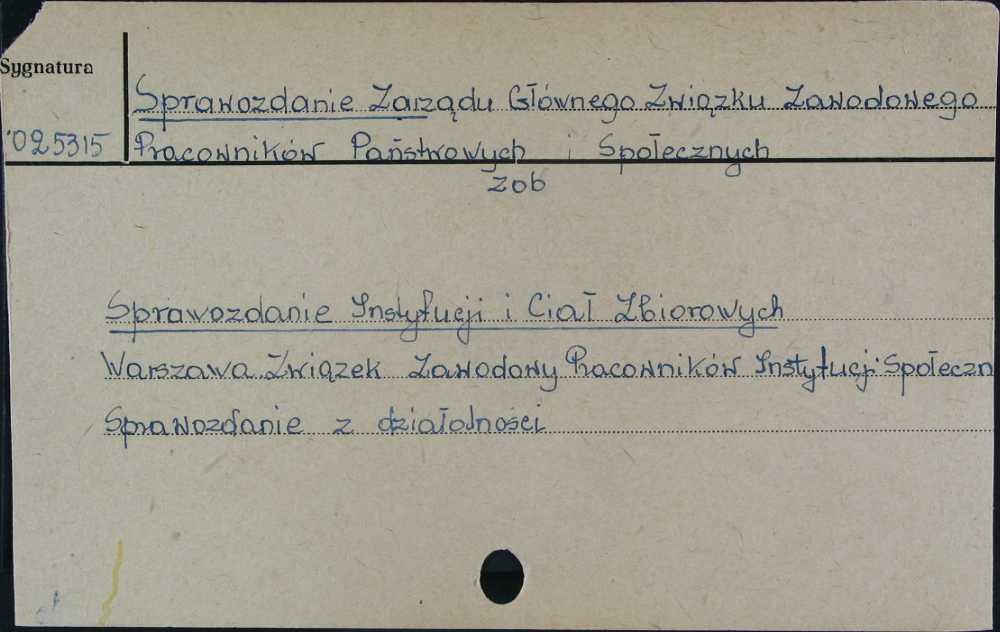 Sygnatura
Sprawozdanie Zarządu Głównego Związku Zawodowego
025315 Pracowników Państwowych i Społecznych
zob
Sprawozdanie Instytucji i Ciał Zbiorowych
Warszawa. Związek Zawodowy Pracowników Instytucji Społeczn
Sprawozdanie z działolności